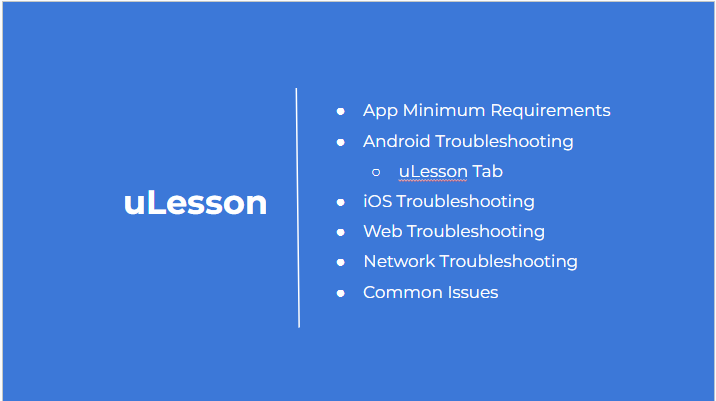 uLesson
● App Minimum Requirements
● Android Troubleshooting
○ uLesson Tab
● iOS Troubleshooting
● Web Troubleshooting
● Network Troubleshooting
● Common Issues